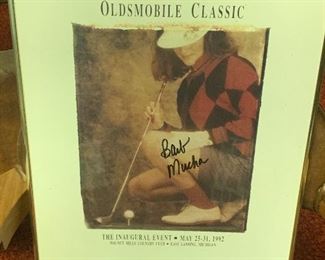 OLDSMOBILE CLASSIC
Barb
Mucha
THE INAUGURAL EVENT • MAY 25-31, 1992
WALNUT HILLS COUNTRY CLUB • EAST LANSING, MICHIGAN